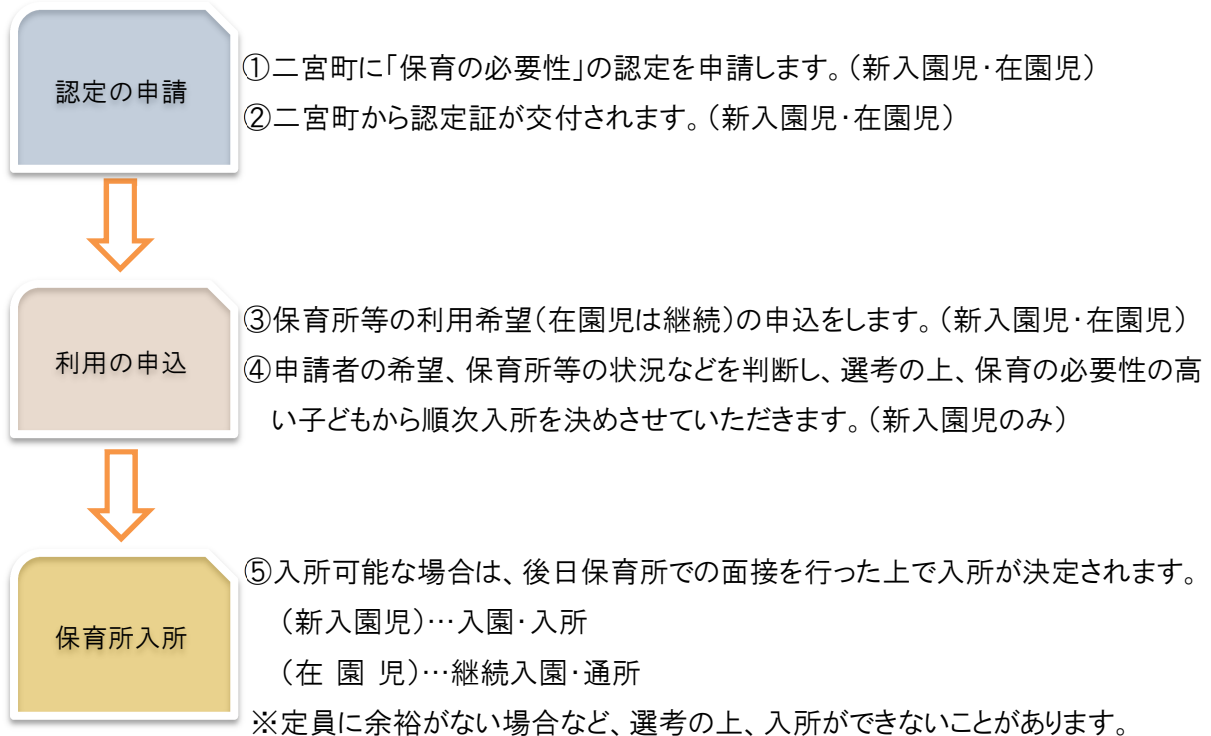 認定の申請
①二宮町に「保育の必要性」の認定を申請します。(新入園児・在園児)
②二宮町から認定証が交付されます。(新入園児・在園児)
利用の申込
③保育所等の利用希望(在園児は継続)の申込をします。(新入園児・在園児)
④申請者の希望、保育所等の状況などを判断し、選考の上、保育の必要性の高
い子どもから順次入所を決めさせていただきます。(新入園児のみ)
保育所入所
⑤入所可能な場合は、後日保育所での面接を行った上で入所が決定されます。
(新入園児)…入園・入所
(在 園 児)…継続入園・通所
※定員に余裕がない場合など、選考の上、入所ができないことがあります。